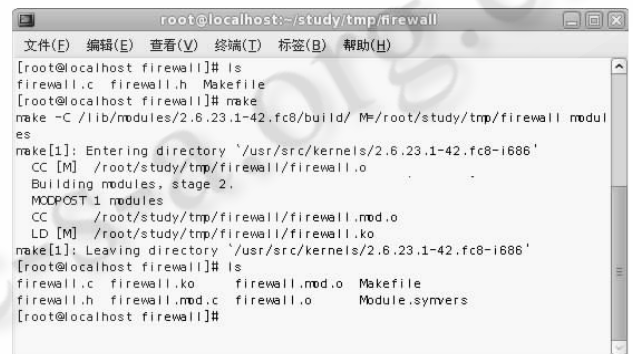 root@localhost:~/study/tmp/firewall
文件(F) 编辑(E) 查看(V) 终端(T) 标签(B) 帮助(H)
[root@localhost firewall]# ls
firewall.c firewall.h Makefile
[root@localhost firewall]# make
make -C /lib/modules/2.6.23.1-42.fc8/build/ M=/root/study/tmp/firewall modul
es
make[1]: Entering directory `/usr/src/kernels/2.6.23.1-42.fc8-i686'
CC [M] /root/study/tmp/firewall/firewall.o
Building modules, stage 2.
MODPOST 1 modules
CC /root/study/tmp/firewall/firewall.mod.o
LD [M] /root/study/tmp/firewall/firewall.ko
make[1]: Leaving directory `/usr/src/kernels/2.6.23.1-42.fc8-i686'
[root@localhost firewall]# ls
firewall.c firewall.ko firewall.mod.o Makefile
firewall.h firewall.mod.c firewall.o Module.symvers
[root@localhost firewall]#